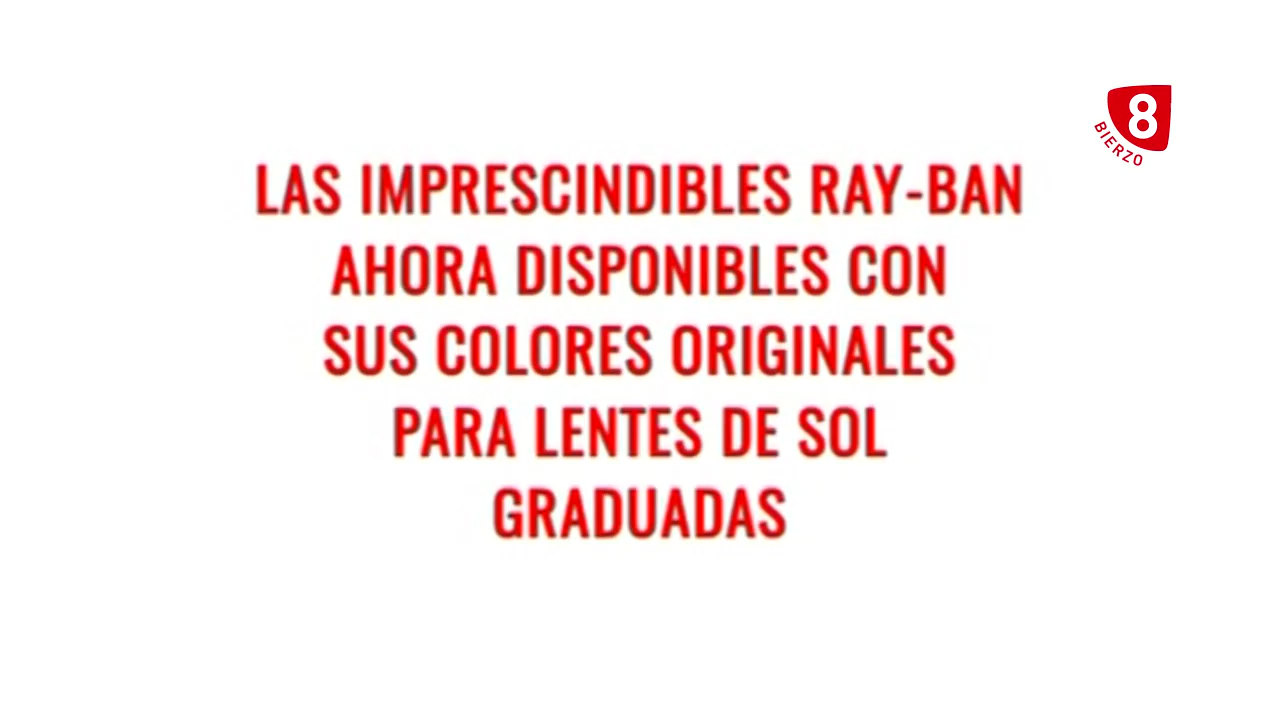 8
BIERZO
LAS IMPRESCINDIBLES RAY-BAN
AHORA DISPONIBLES CON
SUS COLORES ORIGINALES
PARA LENTES DE SOL
GRADUADAS